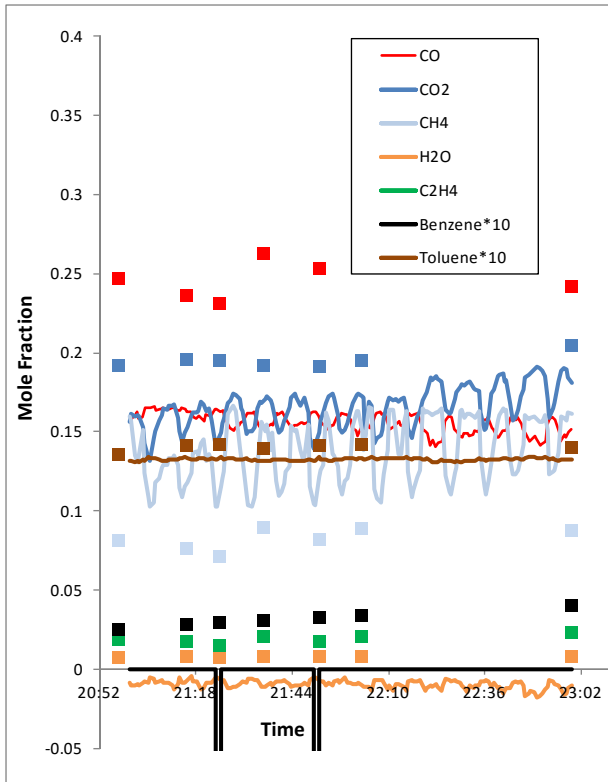 0.4
0.35
0.3
0.25
0.2
0.15
0.1
0.05
0
-0.05
Mole Fraction
CO
CO2
CH4
H2O
C2H4
Benzene*10
Toluene*10
20:52 21:18 21:44 22:10 22:36 23:02
Time